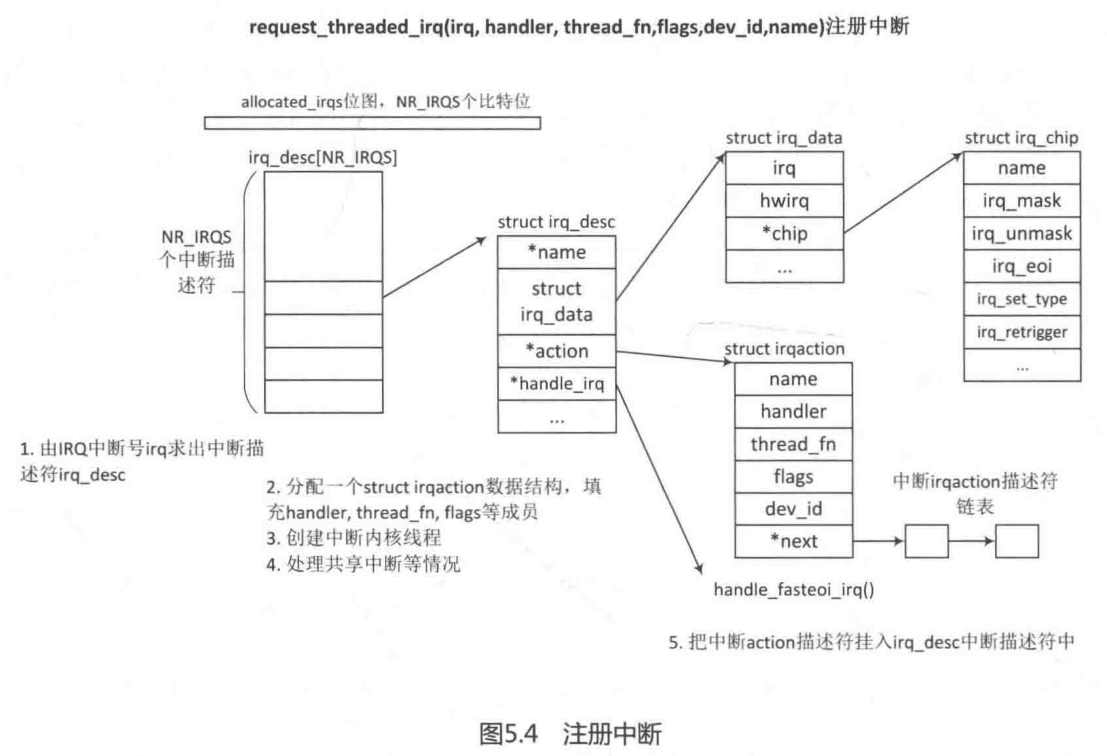 request_threaded_irq(irq, handler, thread_fn,flags,dev_id,name)注册中断
allocated_irqs位图，NR_IRQS个比特位
irq_desc[NR_IRQS]
NR_IRQS
个中断描
述符
struct irq_desc
*name
struct
irq_data
*action
*handle_irq
...
struct irq_data
irq
hwirq
*chip
...
struct irq_chip
name
irq_mask
irq_unmask
irq_eoi
irq_set_type
irq_retrigger
...
struct irqaction
name
handler
thread_fn
flags
dev_id
*next
中断irqaction描述符
链表
handle_fasteoi_irq()
1. 由IRQ中断号irq求出中断描
述符irq_desc
2. 分配一个struct irqaction数据结构，填
充handler, thread_fn, flags等成员
3. 创建中断内核线程
4. 处理共享中断等情况
5. 把中断action描述符挂入irq_desc中断描述符中
图5.4 注册中断